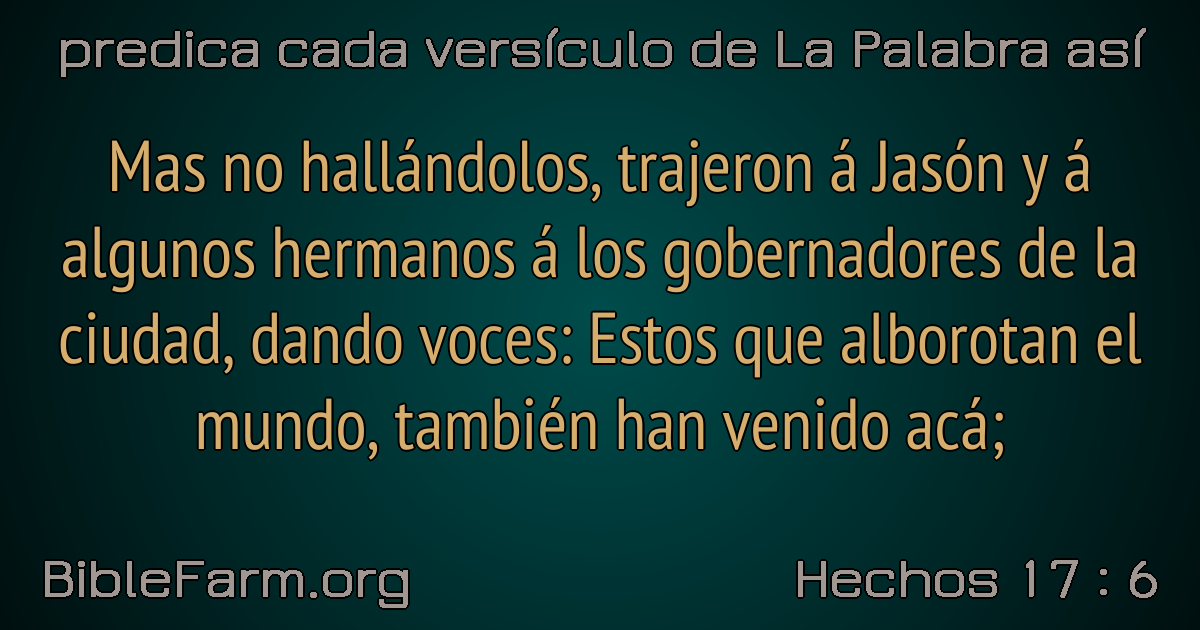 predica cada versículo de La Palabra así
Mas no hallándolos, trajeron á Jasón y á
algunos hermanos á los gobernadores de la
ciudad, dando voces: Estos que alborotan el
mundo, también han venido acá;
BibleFarm.org
Hechos 17 : 6